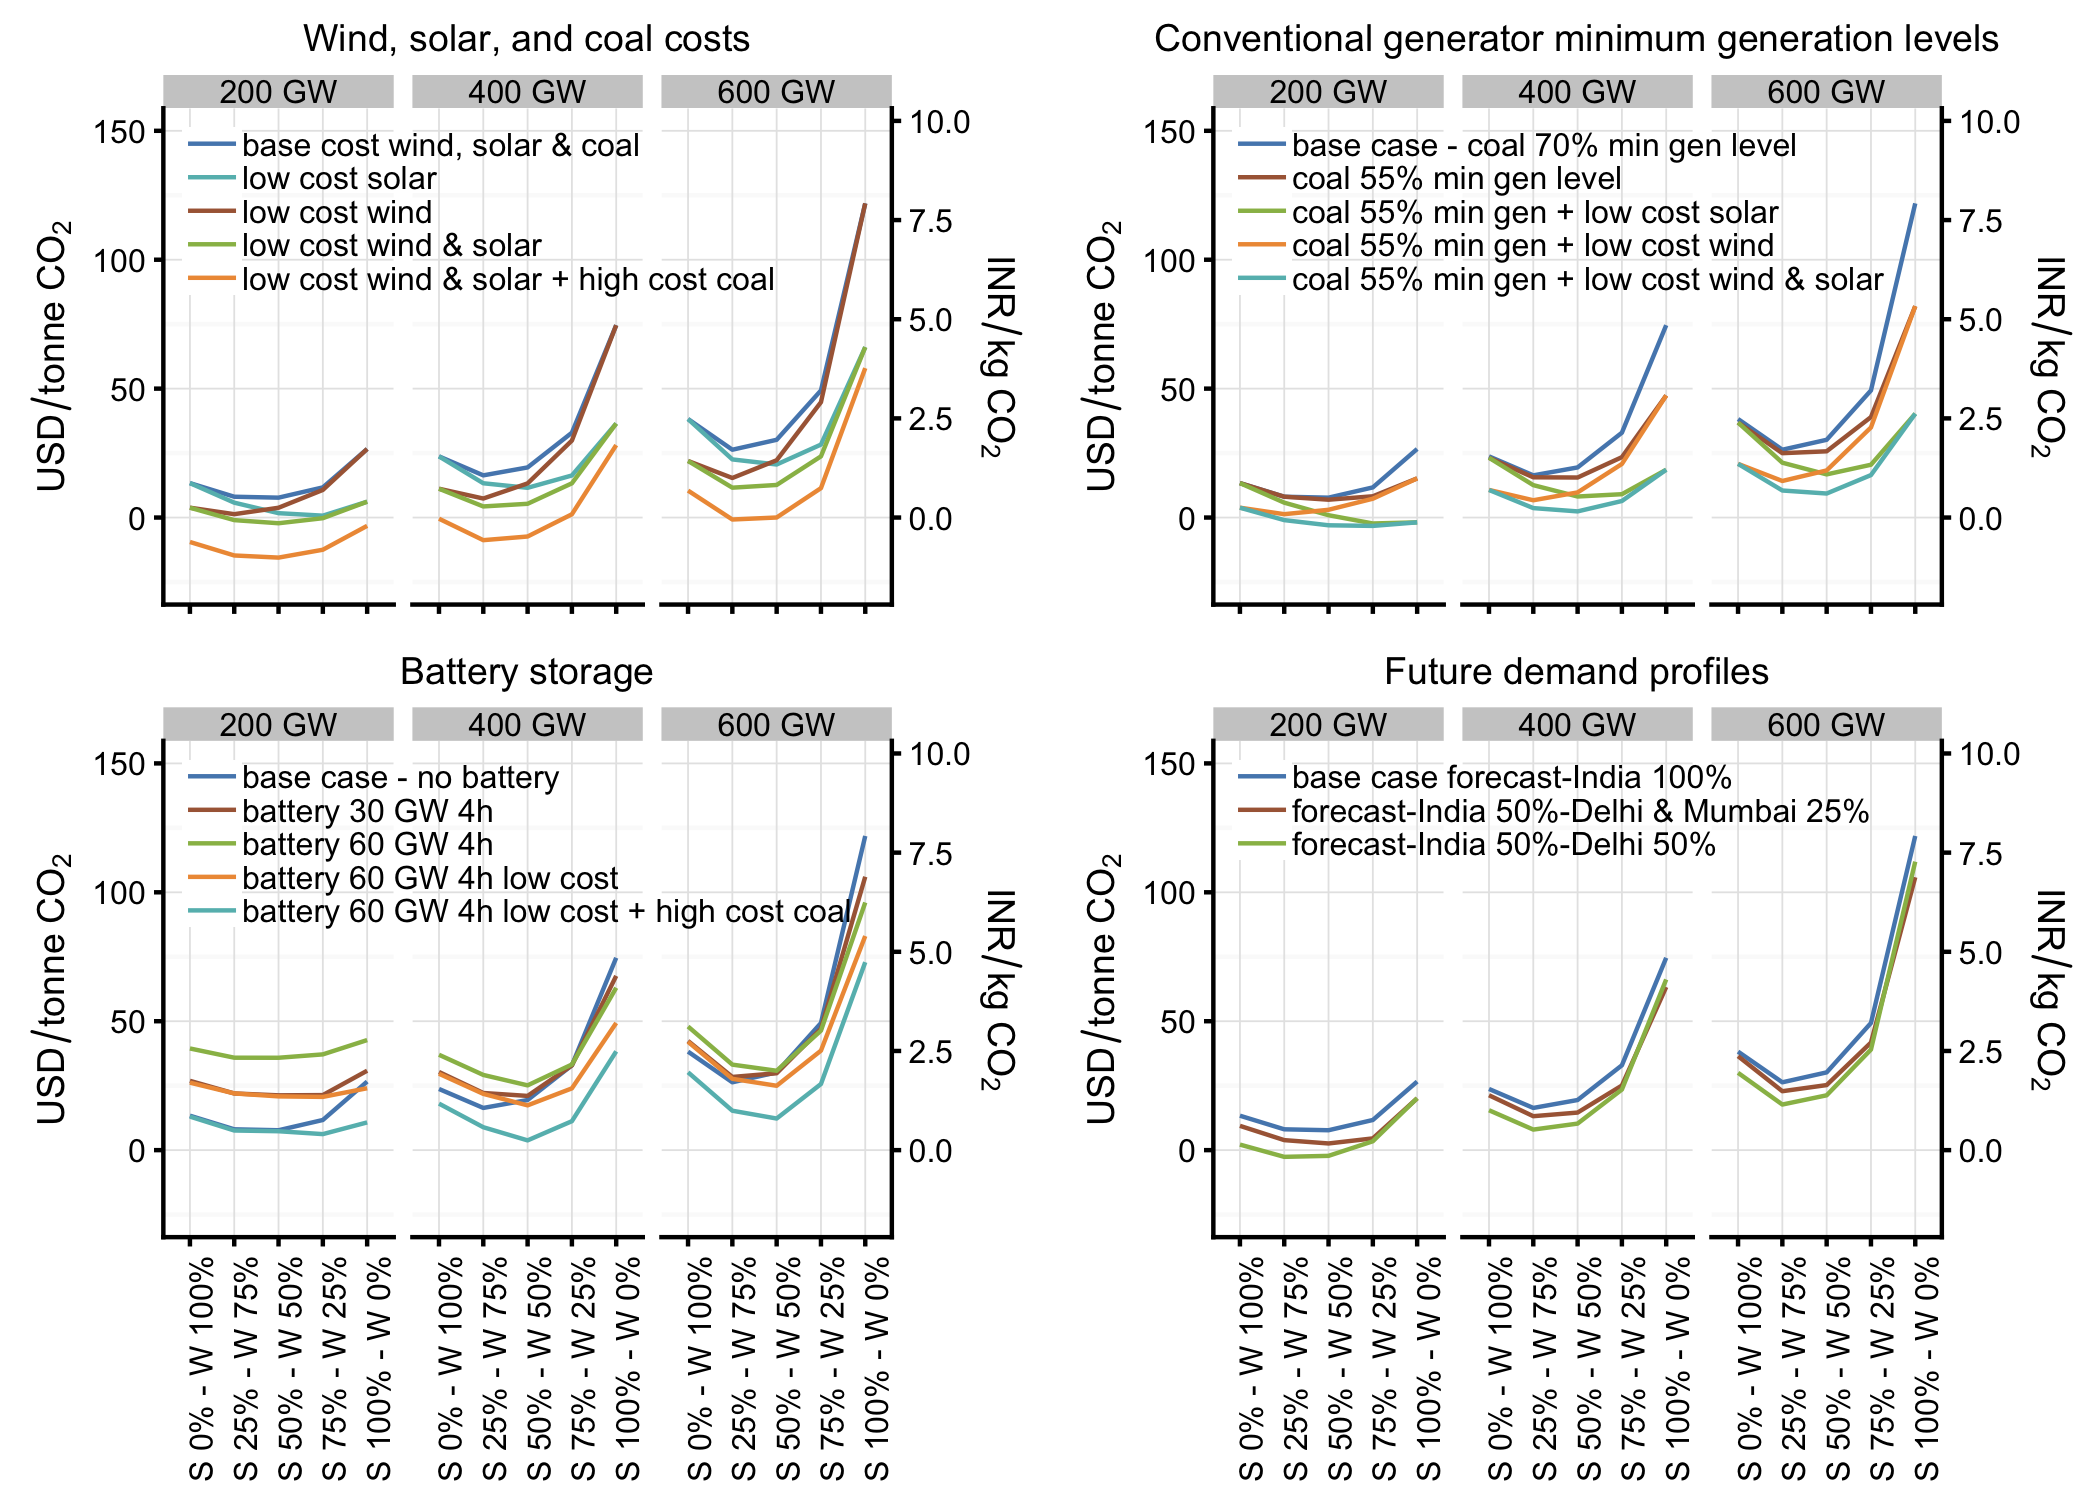 Wind, solar, and coal costs
200 GW 400 GW 600 GW
base cost wind, solar & coal
low cost solar
low cost wind
low cost wind & solar
low cost wind & solar + high cost coal
150
100
50
0
USD/tonne CO₂
10.0
7.5
5.0
2.5
0.0
INR/kg CO₂
Conventional generator minimum generation levels
200 GW 400 GW 600 GW
base case - coal 70% min gen level
coal 55% min gen level
coal 55% min gen + low cost solar
coal 55% min gen + low cost wind
coal 55% min gen + low cost wind & solar
150
100
50
0
USD/tonne CO₂
10.0
7.5
5.0
2.5
0.0
INR/kg CO₂
Battery storage
200 GW 400 GW 600 GW
base case - no battery
battery 30 GW 4h
battery 60 GW 4h
battery 60 GW 4h low cost
battery 60 GW 4h low cost + high cost coal
150
100
50
0
USD/tonne CO₂
10.0
7.5
5.0
2.5
0.0
INR/kg CO₂
S 0% - W 100%
S 25% - W 75%
S 50% - W 50%
S 75% - W 25%
S 100% - W 0%
S 0% - W 100%
S 25% - W 75%
S 50% - W 50%
S 75% - W 25%
S 100% - W 0%
S 0% - W 100%
S 25% - W 75%
S 50% - W 50%
S 75% - W 25%
S 100% - W 0%
Future demand profiles
200 GW 400 GW 600 GW
base case forecast-India 100%
forecast-India 50%-Delhi & Mumbai 25%
forecast-India 50%-Delhi 50%
150
100
50
0
USD/tonne CO₂
10.0
7.5
5.0
2.5
0.0
INR/kg CO₂
S 0% - W 100%
S 25% - W 75%
S 50% - W 50%
S 75% - W 25%
S 100% - W 0%
S 0% - W 100%
S 25% - W 75%
S 50% - W 50%
S 75% - W 25%
S 100% - W 0%
S 0% - W 100%
S 25% - W 75%
S 50% - W 50%
S 75% - W 25%
S 100% - W 0%